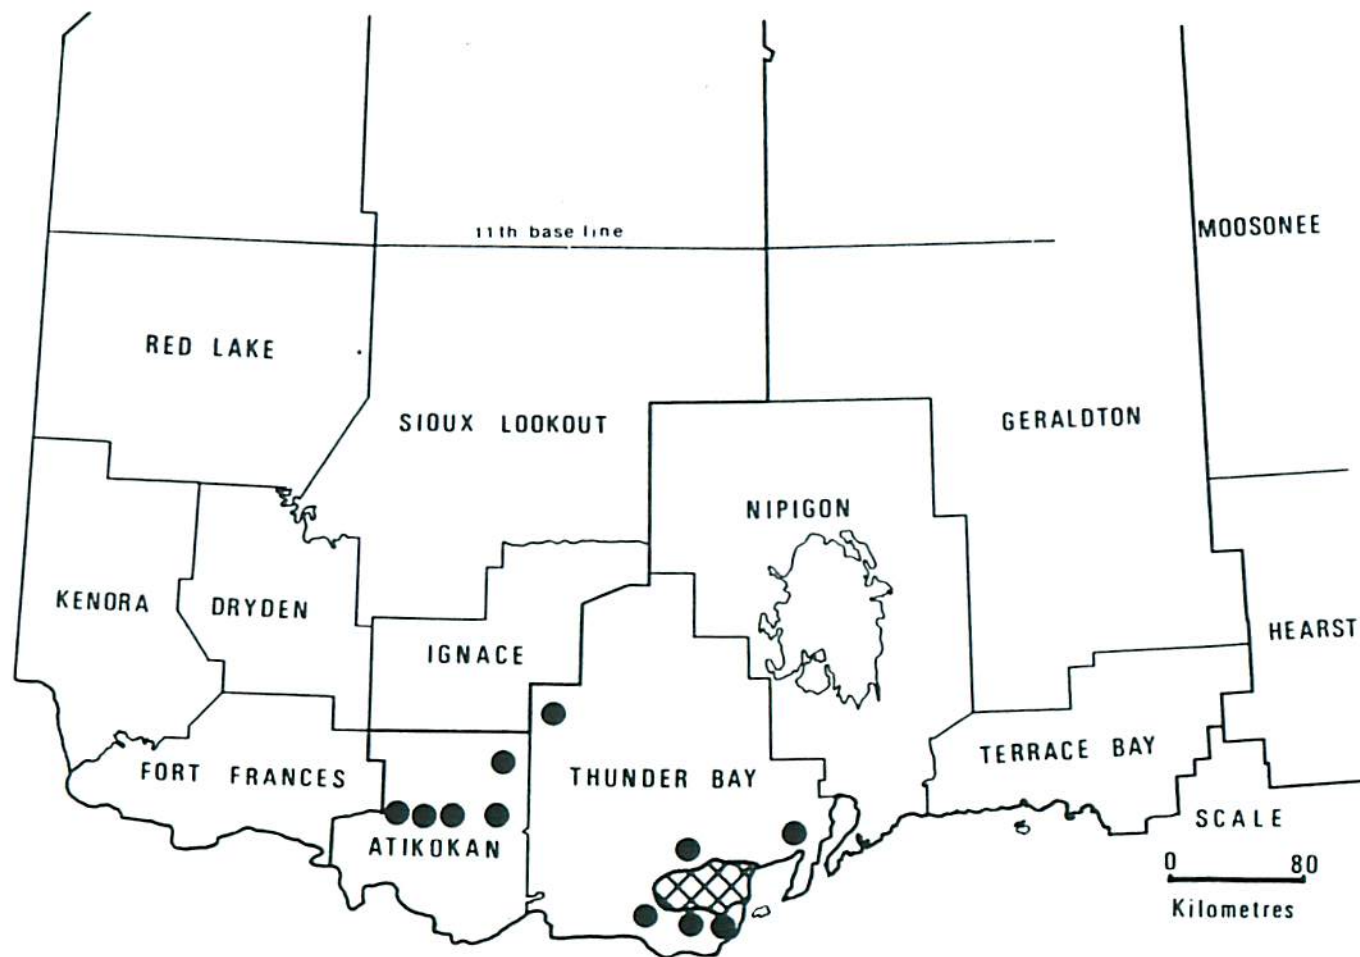 11th base line
MOOSONEE
RED LAKE
SIOUX LOOKOUT
GERALDTON
NIPIGON
KENORA
DRYDEN
IGNACE
HEARST
FORT FRANCES
THUNDER BAY
TERRACE BAY
ATIKOKAN
SCALE
0 80
Kilometres